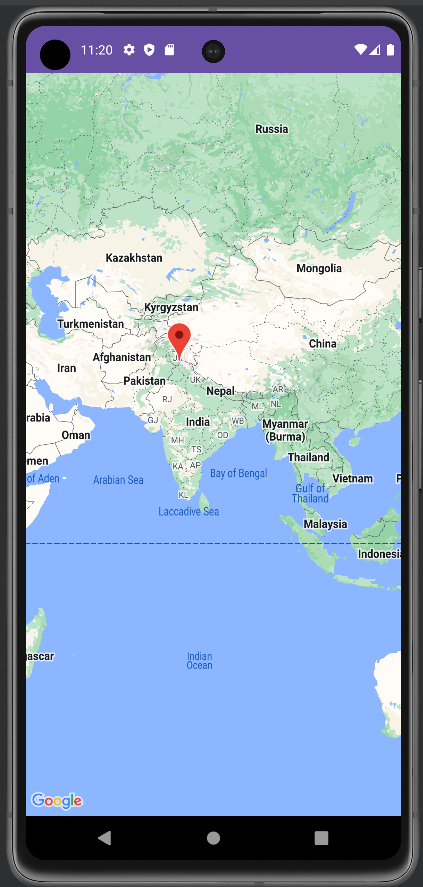 11:20
Russia
Kazakhstan
Mongolia
Kyrgyzstan
Turkmenistan
China
Afghanistan
Iran
Pakistan
UK
Nepal
AR
RJ
ML
NL
rabia
GJ
India
WB
Oman
OD
Myanmar
(Burma)
MH
TS
Thailand
men
KA
AP
Bay of Bengal
of Aden
Arabian Sea
Vietnam
Gulf of
Thailand
KL
Laccadive Sea
Malaysia
Indonesia
ascar
Indian
Ocean
Google